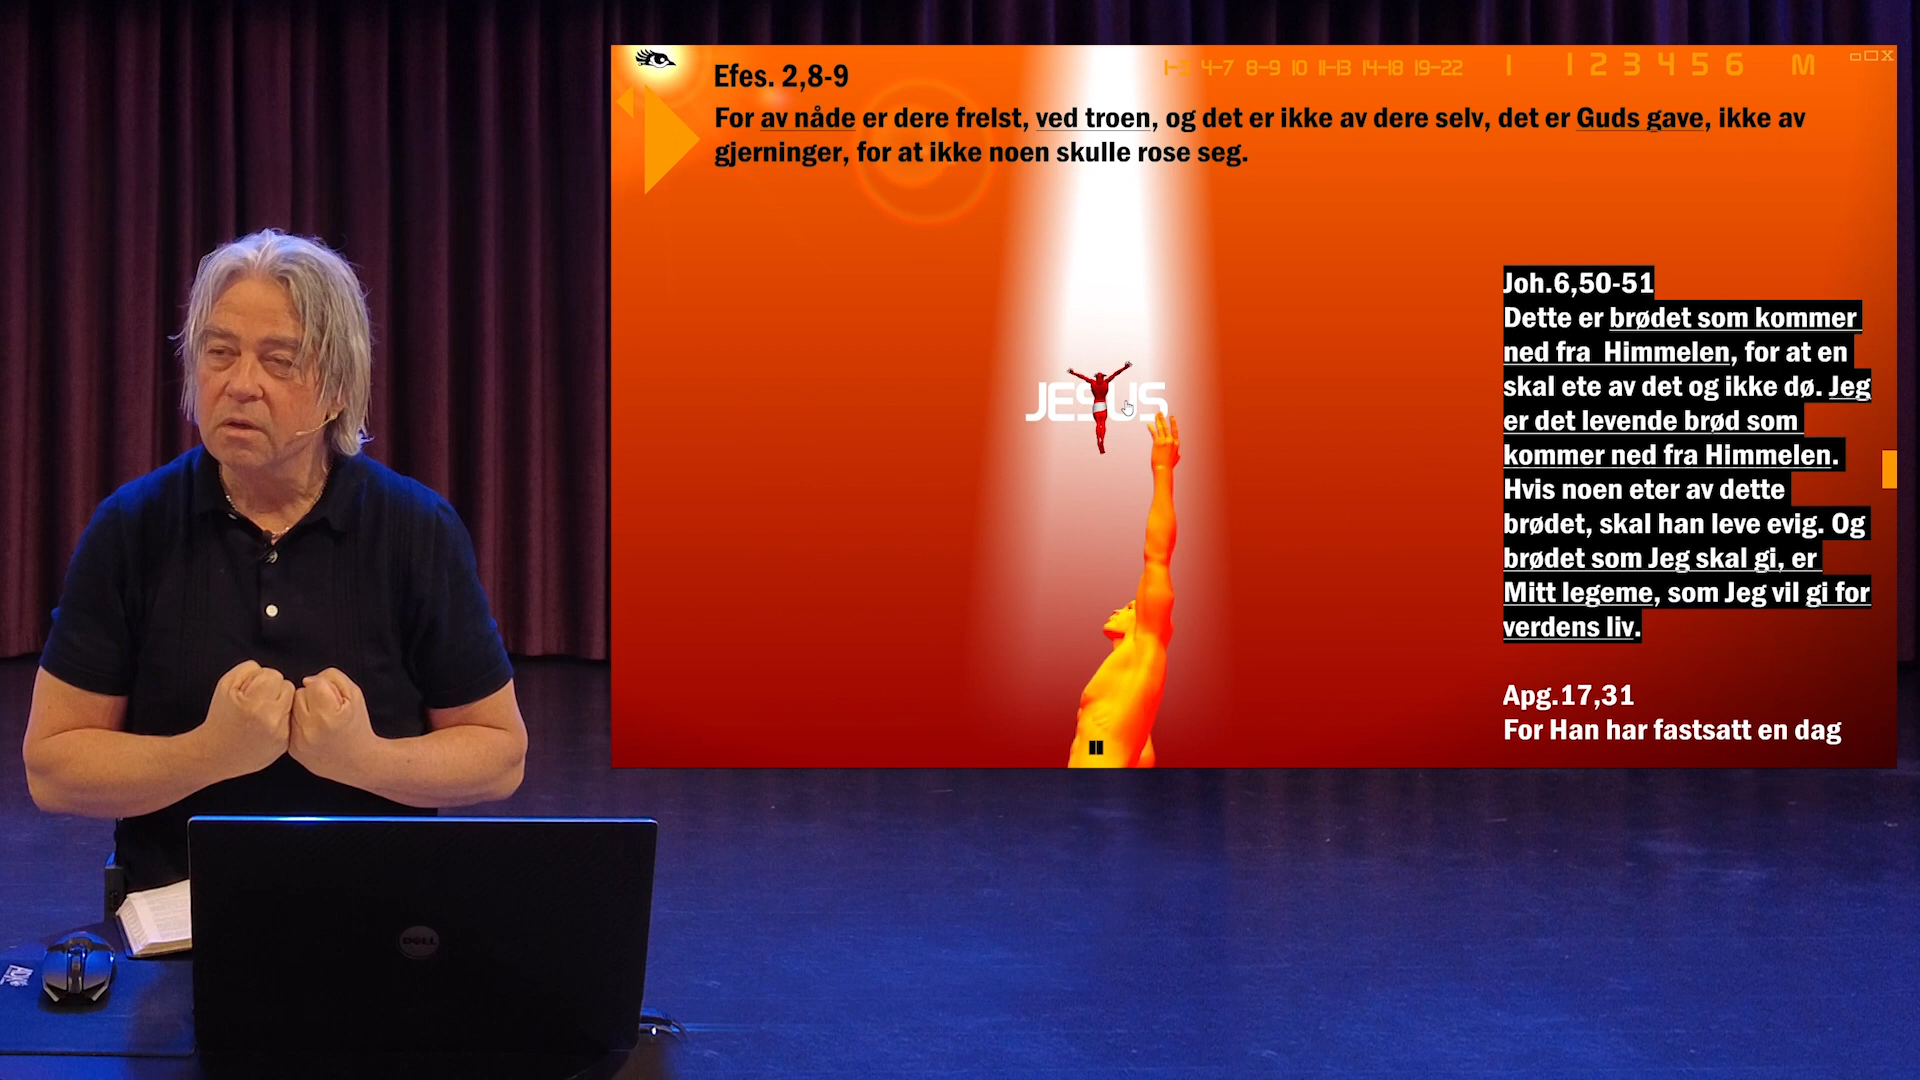 Efes. 2,8-9
1-3 4-7 8-9 10 11-13 14-18 19-22 1 1 2 3 4 5 6 M X
For av nåde er dere frelst, ved troen, og det er ikke av dere selv, det er Guds gave, ikke av
gjerninger, for at ikke noen skulle rose seg.
JESUS
Joh.6,50-51
Dette er brødet som kommer
ned fra Himmelen, for at en
skal ete av det og ikke dø. Jeg
er det levende brød som
kommer ned fra Himmelen.
Hvis noen eter av dette
brødet, skal han leve evig. Og
brødet som Jeg skal gi, er
Mitt legeme, som Jeg vil gi for
verdens liv.
Apg.17,31
For Han har fastsatt en dag
DELL